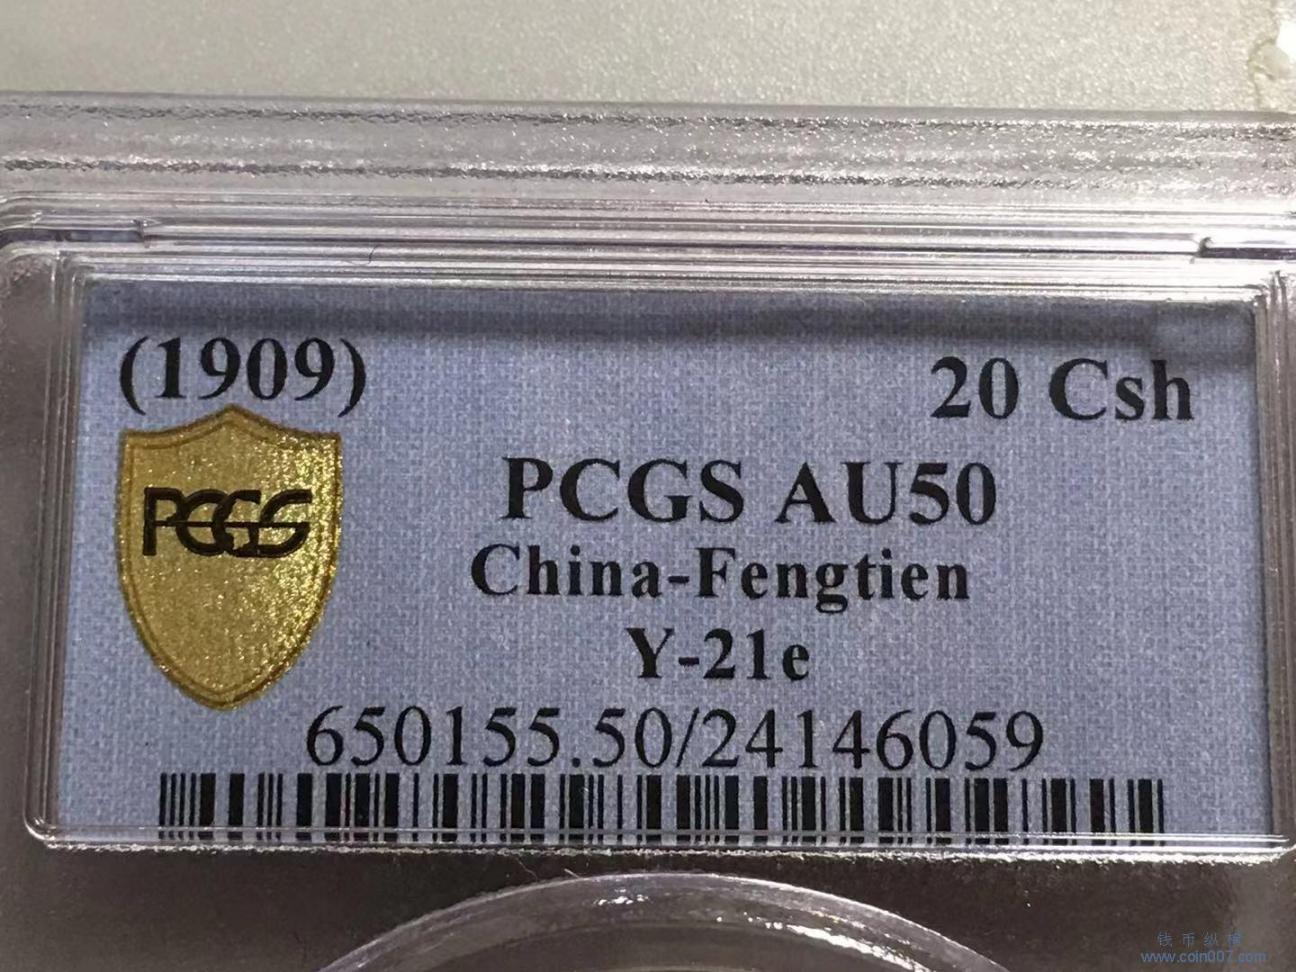 (1909) 20 Csh
PCGS AU50
PCGS
China-Fengtien
Y-21e
650155.50/24146059
钱币纵横
www.coin007.com